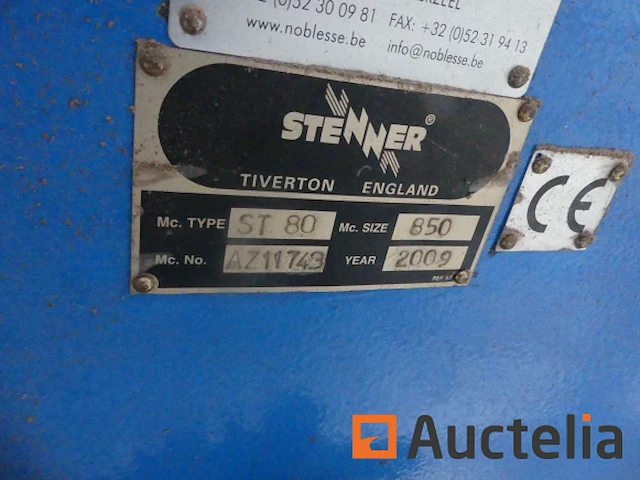 52 30 09 81 FAX: +32 (0)52 31 94 13
www.noblesse.be info@noblesse.be
STENNER®
TIVERTON ENGLAND
Mc. TYPE ST 80 Mc. SIZE 850
Mc. No. AZ11743 YEAR 2009
CE
Auctelia